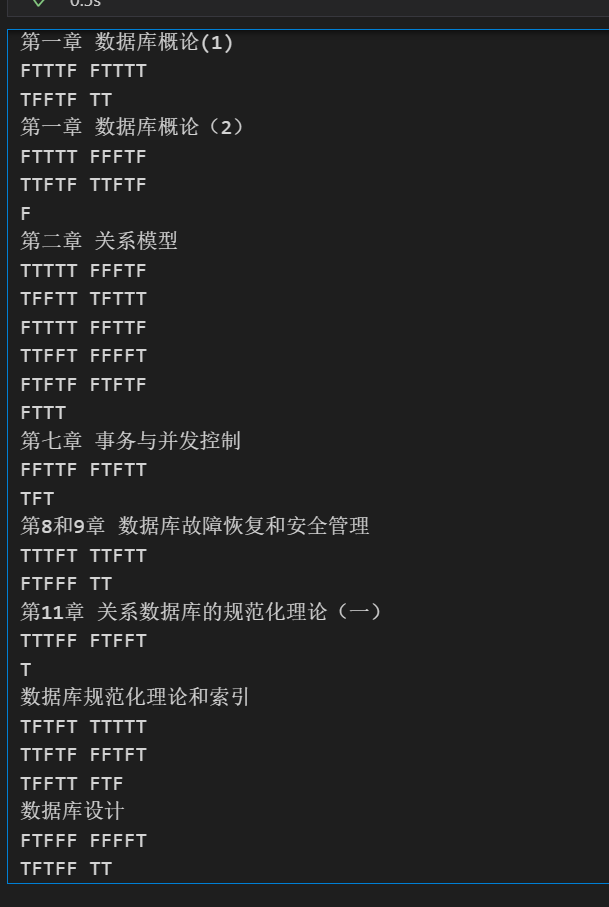 0.5s
第一章 数据库概论(1)
FTTTF FTTTT
TFFTF TT
第一章 数据库概论（2）
FTTTT FFFTF
TTFTF TTFTF
F
第二章 关系模型
TTTTT FFFTF
TFFTT TFTTT
FTTTT FFTTF
TTFFT FFFFT
FTFTF FTFTF
FTTT
第七章 事务与并发控制
FFTTF FTFTT
TFT
第8和9章 数据库故障恢复和安全管理
TTTFT TTFTT
FTFFF TT
第11章 关系数据库的规范化理论（一）
TTTFF FTFFT
T
数据库规范化理论和索引
TFTFT TTTTT
TTFTF FFTFT
TFFTT FTF
数据库设计
FTFFF FFFFT
TFTFF TT